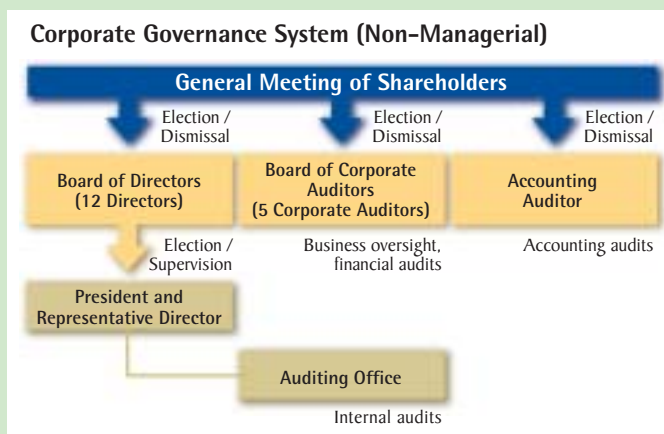 Corporate Governance System (Non-Managerial)
General Meeting of Shareholders
Election /
Dismissal
Election /
Dismissal
Election /
Dismissal
Board of Directors
(12 Directors)
Board of Corporate
Auditors
(5 Corporate Auditors)
Accounting
Auditor
Election /
Supervision
Business oversight,
financial audits
Accounting audits
President and
Representative Director
Auditing Office
Internal audits